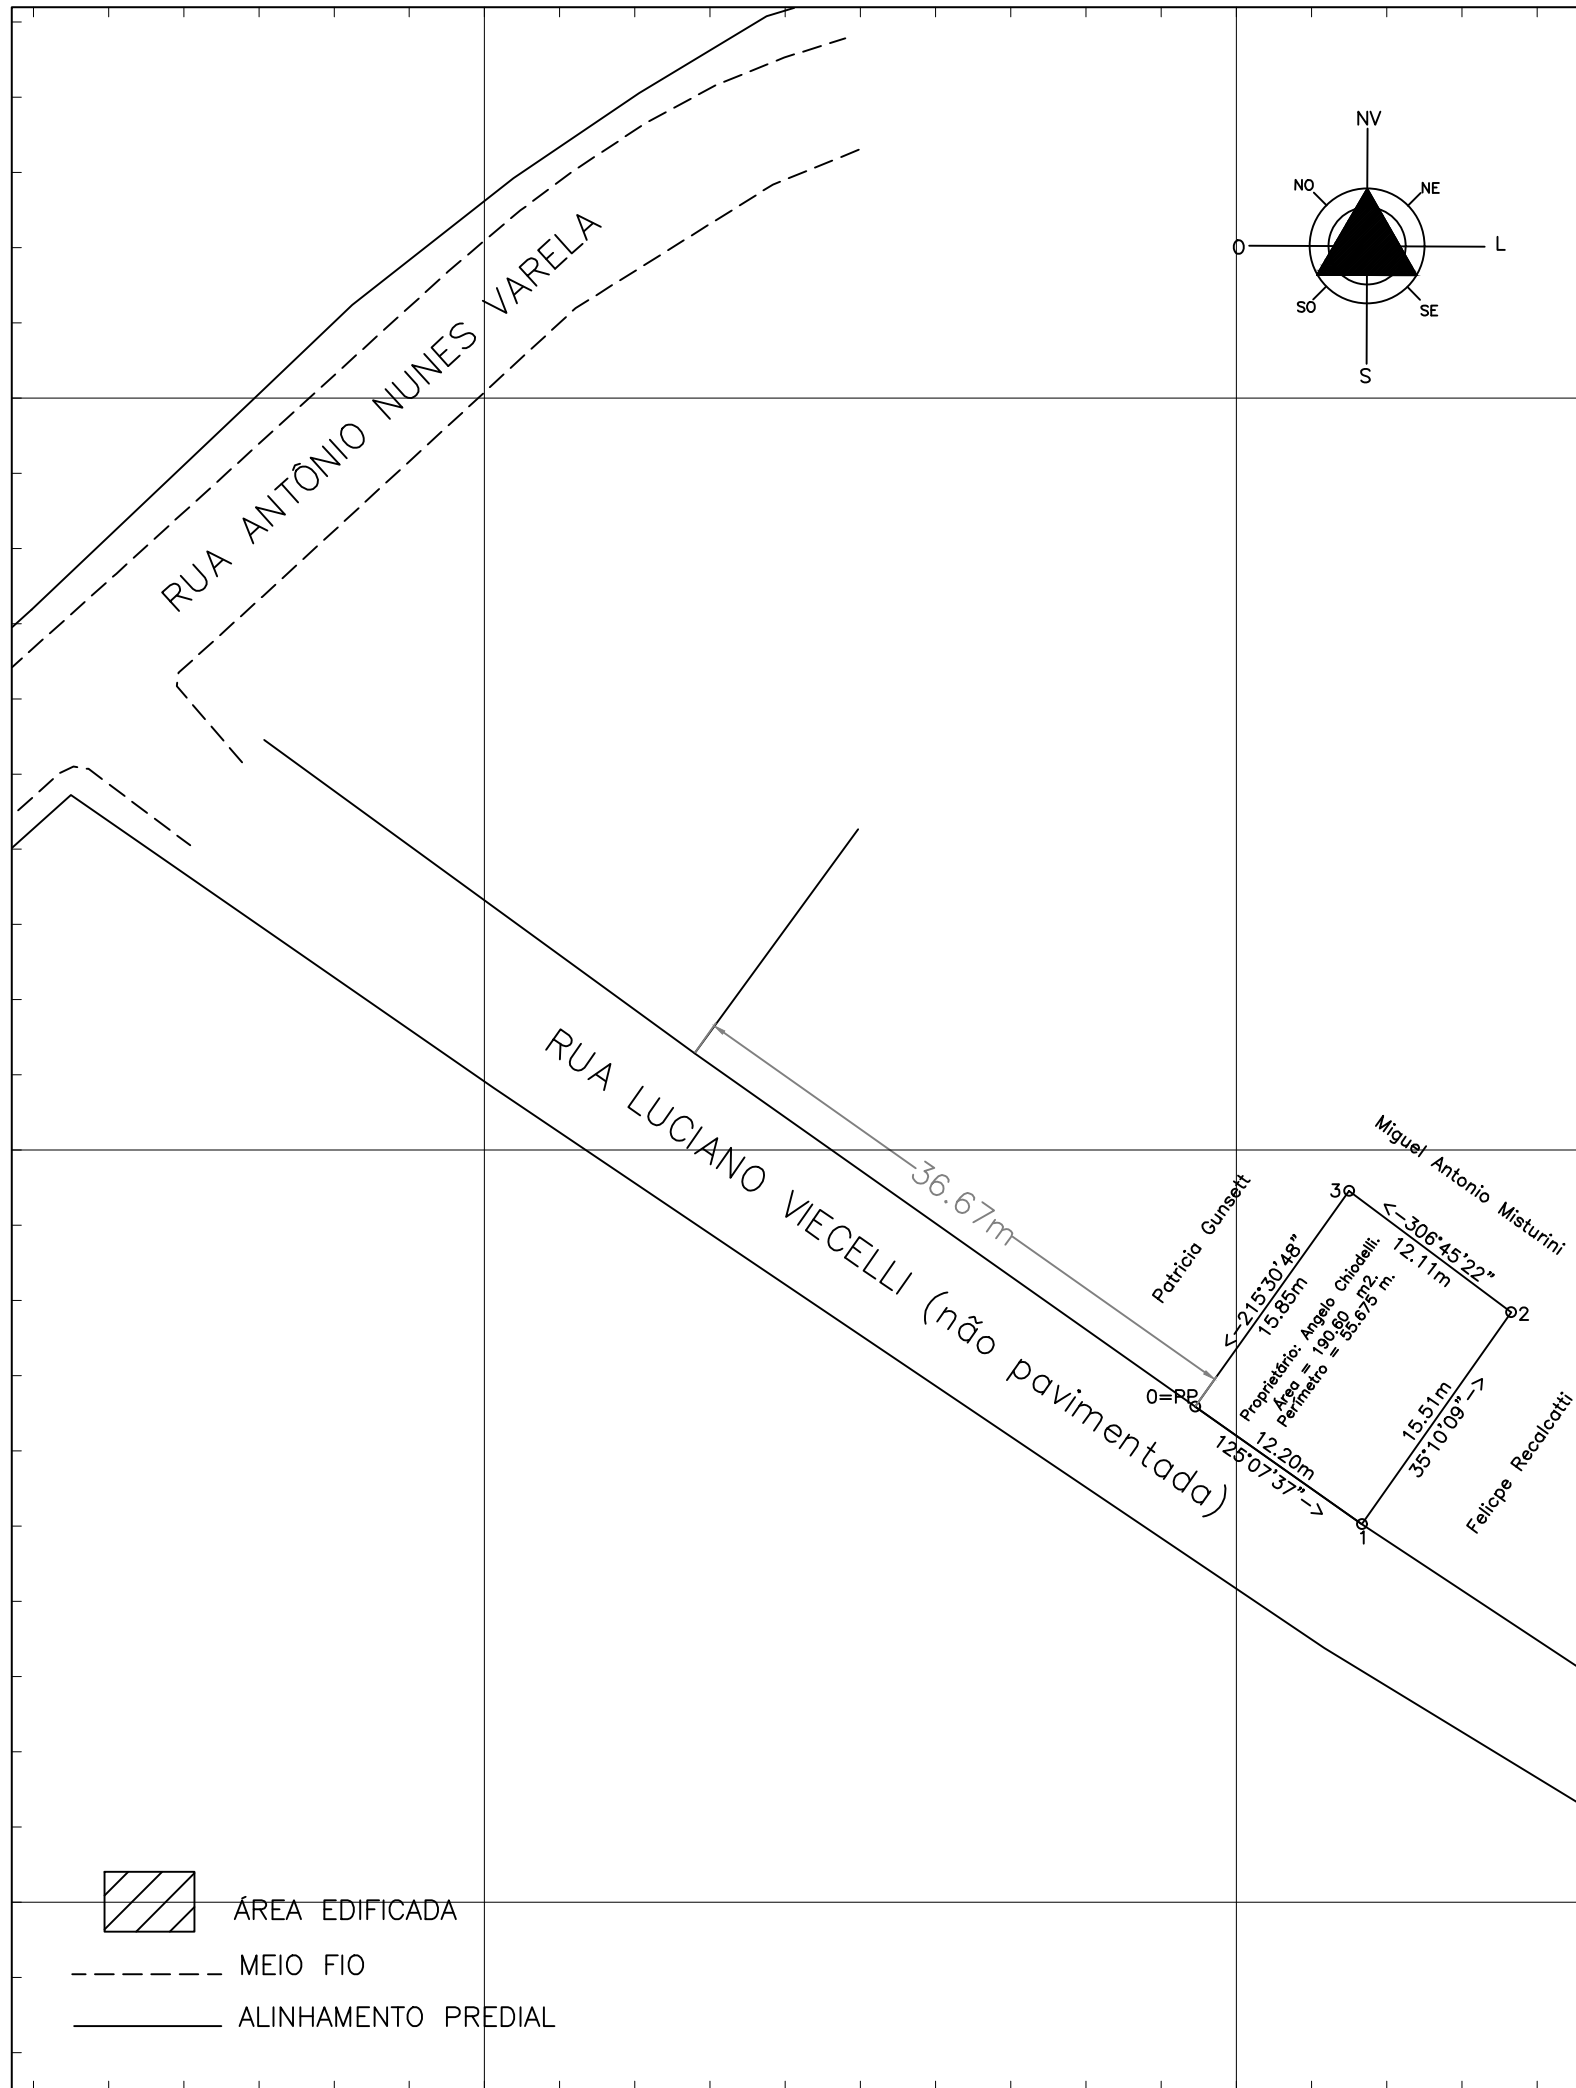 NV
NO
NE
O
L
SO
SE
S
RUA ANTÔNIO NUNES VARELA
RUA LUCIANO VIECELLI (não pavimentada)
36.67m
Miguel Antonio Misturini
Patricia Gunsett
3
<-306°45'22"
12.11m
<-215°30'48"
15.85m
Proprietário: Angelo Chiodelli.
Área = 190.60 m2.
Perímetro = 55.675 m.
2
0=PP
15.51m
35°10'09"->
12.20m
125°07'37"->
Felicpe Recalcatti
1
ÁREA EDIFICADA
MEIO FIO
ALINHAMENTO PREDIAL